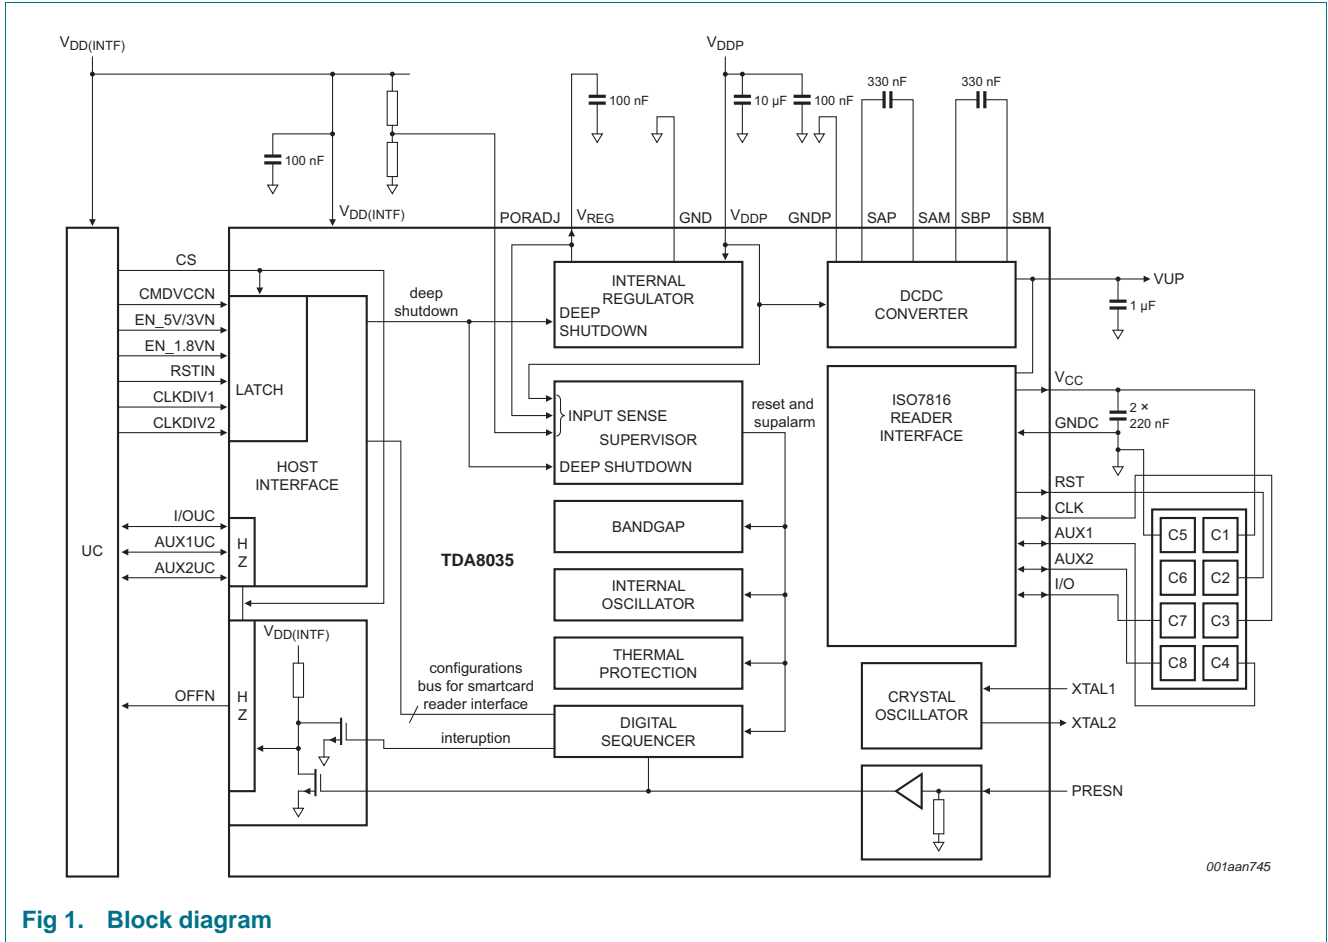 VDD(INTF)
VDDP
330 nF
330 nF
100 nF
10 µF
100 nF
100 nF
VDD(INTF)
PORADJ
VREG
GND
VDDP
GNDP
SAP
SAM
SBP
SBM
CS
CMDVCCN
EN_5V/3VN
EN_1.8VN
RSTIN
CLKDIV1
CLKDIV2
LATCH
HOST
INTERFACE
I/OUC
AUX1UC
AUX2UC
H
Z
UC
OFFN
H
Z
VDD(INTF)
deep
shutdown
INTERNAL
REGULATOR
DEEP
SHUTDOWN
DCDC
CONVERTER
VUP
1 µF
INPUT SENSE
SUPERVISOR
DEEP SHUTDOWN
reset and
supalarm
ISO7816
READER
INTERFACE
VCC
2 ×
220 nF
GNDC
RST
CLK
AUX1
AUX2
I/O
C5
C1
C6
C2
C7
C3
C8
C4
BANDGAP
TDA8035
INTERNAL
OSCILLATOR
THERMAL
PROTECTION
configurations
bus for smartcard
reader interface
interuption
DIGITAL
SEQUENCER
CRYSTAL
OSCILLATOR
XTAL1
XTAL2
PRESN
001aan745
Fig 1. Block diagram